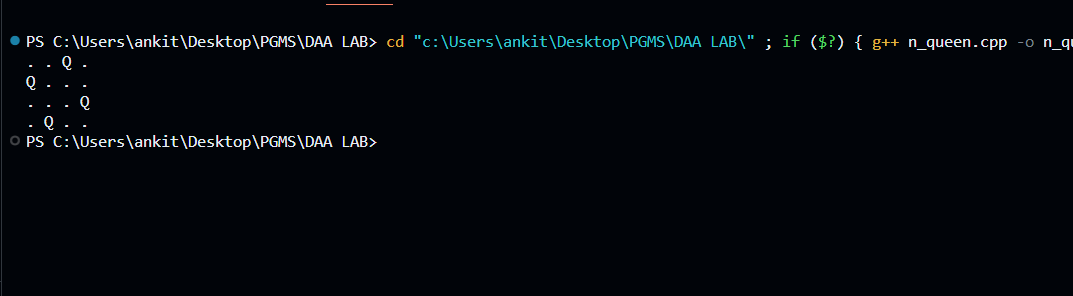 PS C:\Users\ankit\Desktop\PGMS\DAA LAB> cd "c:\Users\ankit\Desktop\PGMS\DAA LAB\" ; if ($?) { g++ n_queen.cpp -o
. . Q .
Q . . .
. . . Q
. Q . .
PS C:\Users\ankit\Desktop\PGMS\DAA LAB>